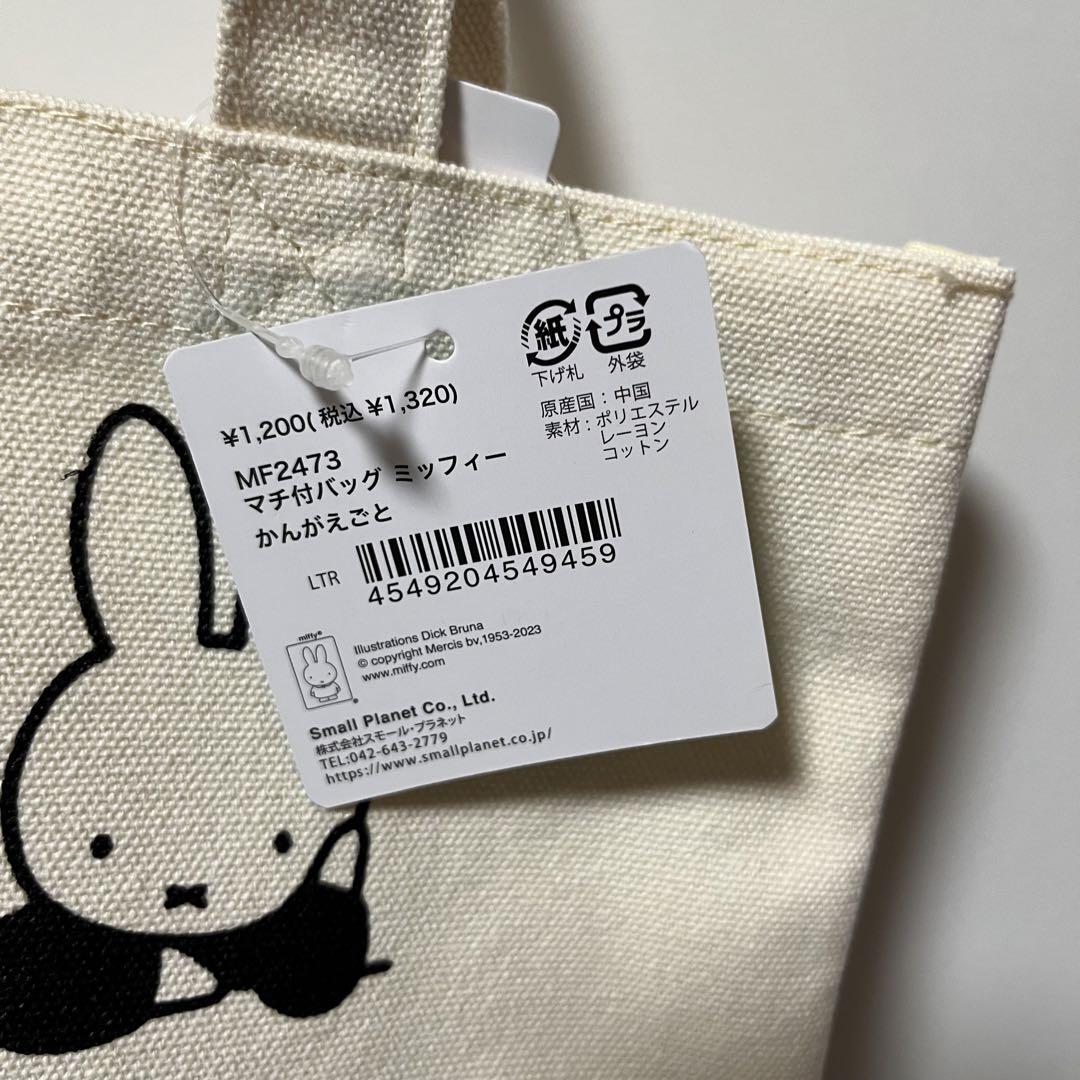 紙
プラ
下げ札
外袋
¥1,200(税込 ¥1,320)
原産国：中国
素材：ポリエステル
レーヨン
コットン
MF2473
マチ付バッグ ミッフィー
かんがえごと
LTR
4549204549459
miffy®
Illustrations Dick Bruna
© copyright Mercis bv,1953-2023
www.miffy.com
®
Small Planet Co., Ltd.
株式会社スモール・プラネット
TEL:042-643-2779
https://www.smallplanet.co.jp/